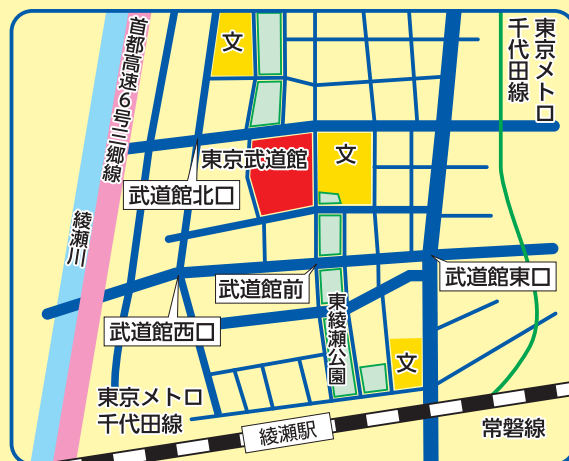 首都高速6号三郷線
文
東京メトロ
千代田線
東京武道館
文
武道館北口
綾瀬川
武道館前
武道館東口
武道館西口
東綾瀬公園
文
東京メトロ
千代田線
綾瀬駅
常磐線